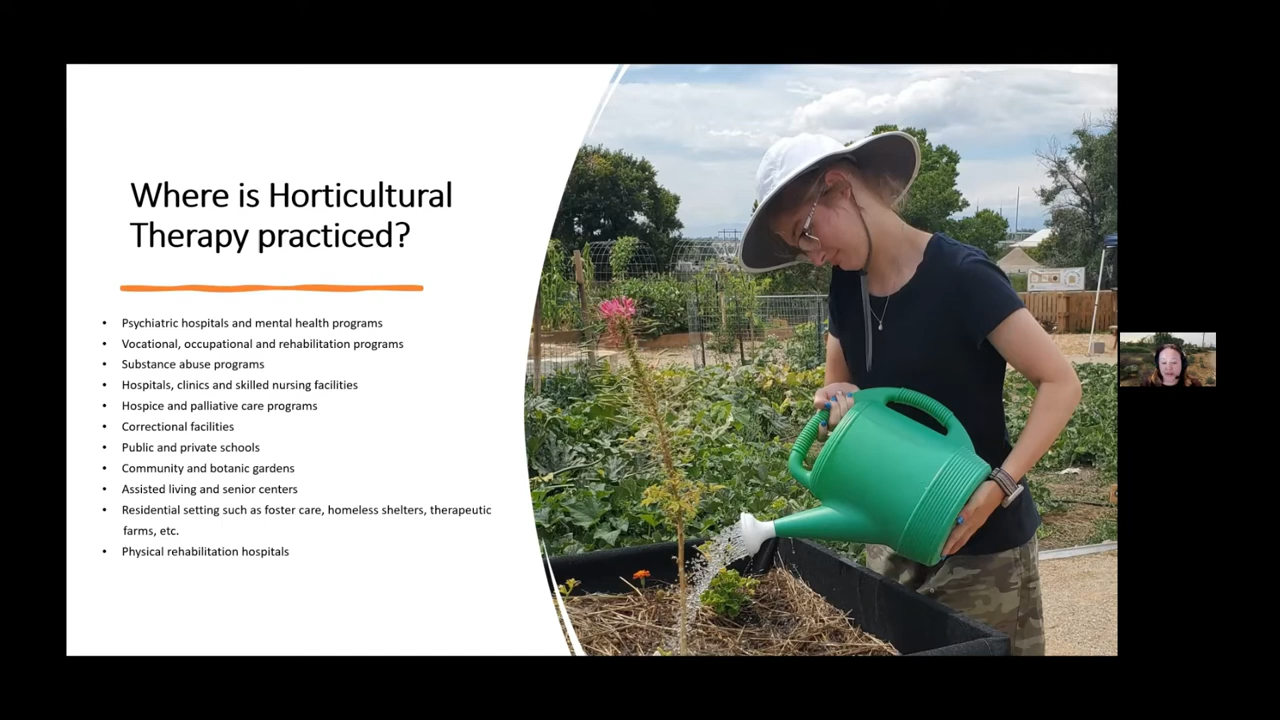 Where is Horticultural
Therapy practiced?
• Psychiatric hospitals and mental health programs
• Vocational, occupational and rehabilitation programs
• Substance abuse programs
• Hospitals, clinics and skilled nursing facilities
• Hospice and palliative care programs
• Correctional facilities
• Public and private schools
• Community and botanic gardens
• Assisted living and senior centers
• Residential setting such as foster care, homeless shelters, therapeutic
farms, etc.
• Physical rehabilitation hospitals